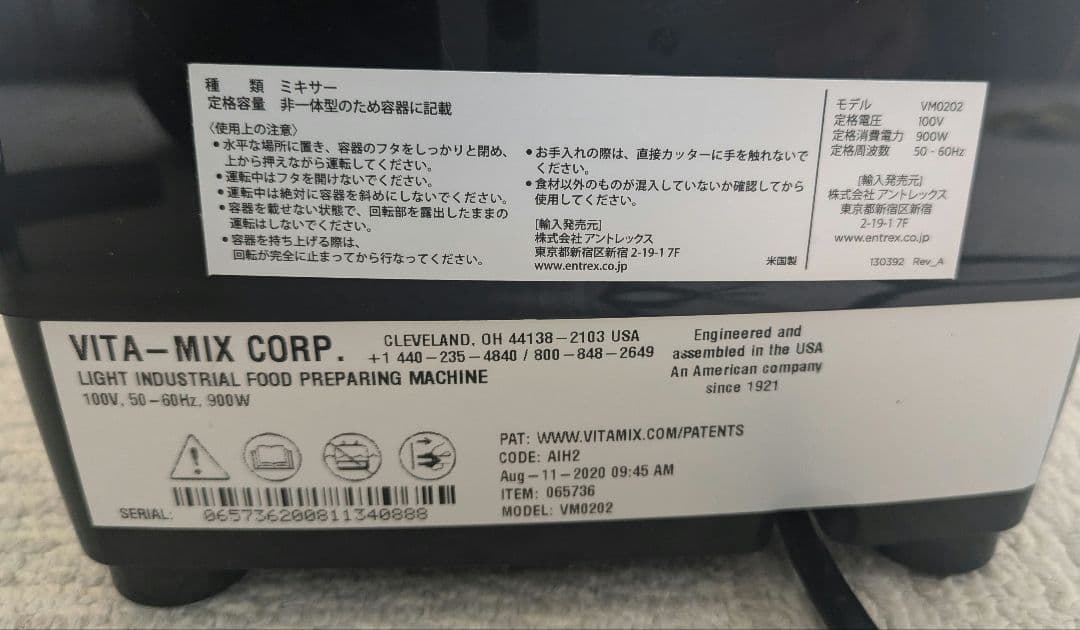 種　類　ミキサー
定格容量　非一体型のため容器に記載
〈使用上の注意〉
●水平な場所に置き、容器のフタをしっかりと閉め、
上から押えながら運転してください。
●運転中はフタを開けないでください。
●運転中は絶対に容器を斜めにしないでください。
●容器を載せない状態で、回転部を露出したままの
運転はしないでください。
●容器を持ち上げる際は、
回転が完全に止まってから行なってください。
●お手入れの際は、直接カッターに手を触れないで
ください。
●食材以外のものが混入していないか確認してから
使用してください。
[輸入発売元]
株式会社 アントレックス
東京都新宿区新宿 2-19-1 7F
www.entrex.co.jp
米国製
モデル VM0202
定格電圧 100V
定格消費電力 900W
定格周波数 50-60Hz
[輸入発売元]
株式会社 アントレックス
東京都新宿区新宿
2-19-1 7F
www.entrex.co.jp
130392 Rev_A
VITA-MIX CORP.
CLEVELAND, OH 44138-2103 USA
+1 440-235-4840 / 800-848-2649
LIGHT INDUSTRIAL FOOD PREPARING MACHINE
100V, 50-60Hz, 900W
Engineered and
assembled in the USA
An American company
since 1921
PAT: WWW.VITAMIX.COM/PATENTS
CODE: AIH2
Aug-11-2020 09:45 AM
ITEM: 065736
MODEL: VM0202
SERIAL: 065736200811340888